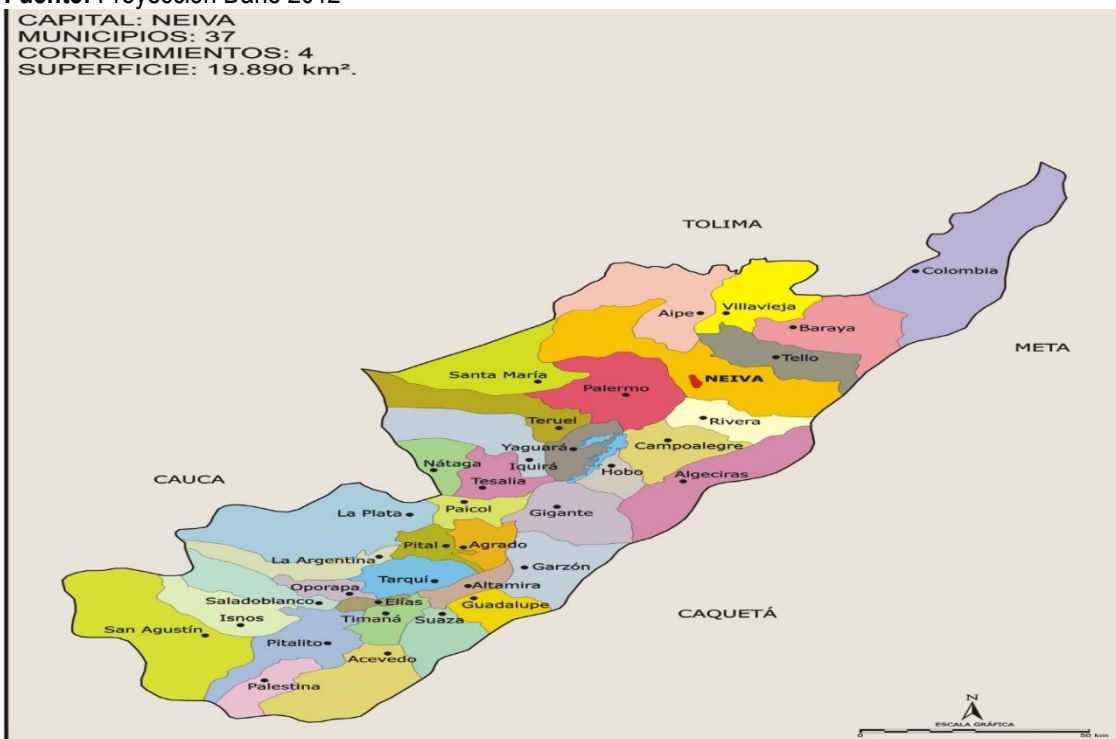 Fuente: Proyección Dane 2012
CAPITAL: NEIVA
MUNICIPIOS: 37
CORREGIMIENTOS: 4
SUPERFICIE: 19.890 km².
TOLIMA
Colombia
Villavieja
Aipe
Baraya
META
Tello
Santa María
NEIVA
Palermo
Teruel
Rivera
Yaguará
Campoalegre
Nátaga
Iquirá
Hobo
Algeciras
CAUCA
Tesalia
Paicol
La Plata
Gigante
Pital
Agrado
La Argentina
Garzón
Oporapa
Tarquí
Altamira
Saladoblanco
Elías
Guadalupe
CAQUETÁ
Isnos
Timaná
Suaza
San Agustín
Pitalito
Acevedo
Palestina
N
ESCALA GRÁFICA
0
50 km